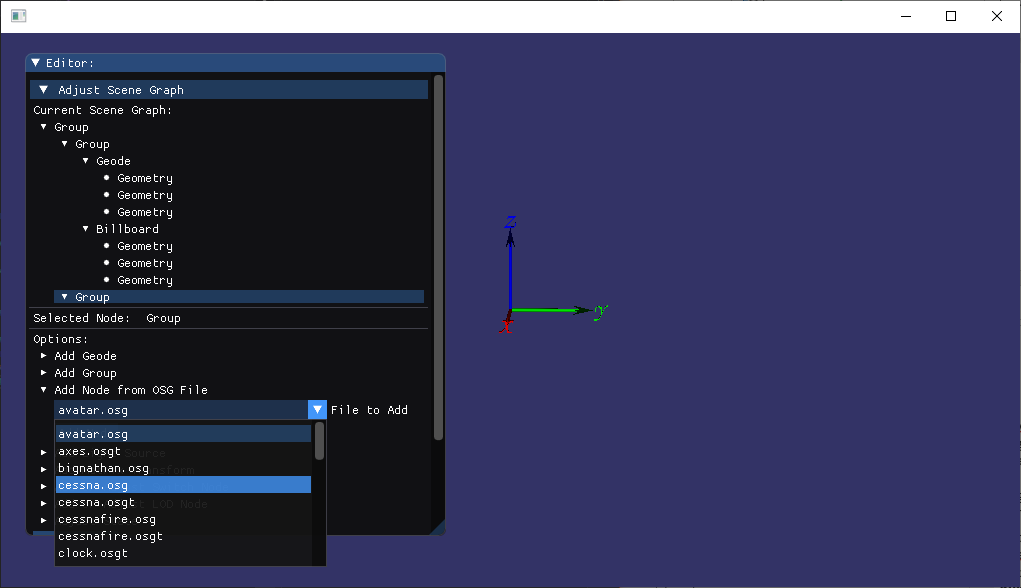 Editor:
Adjust Scene Graph
Current Scene Graph:
Group
Group
Geode
Geometry
Geometry
Geometry
Billboard
Geometry
Geometry
Geometry
Group
Selected Node: Group
Options:
Add Geode
Add Group
Add Node from OSG File
avatar.osg File to Add
avatar.osg
axes.osgt
bignathan.osg
cessna.osg
cessna.osgt
cessnafire.osg
cessnafire.osgt
clock.osgt
z
y
x